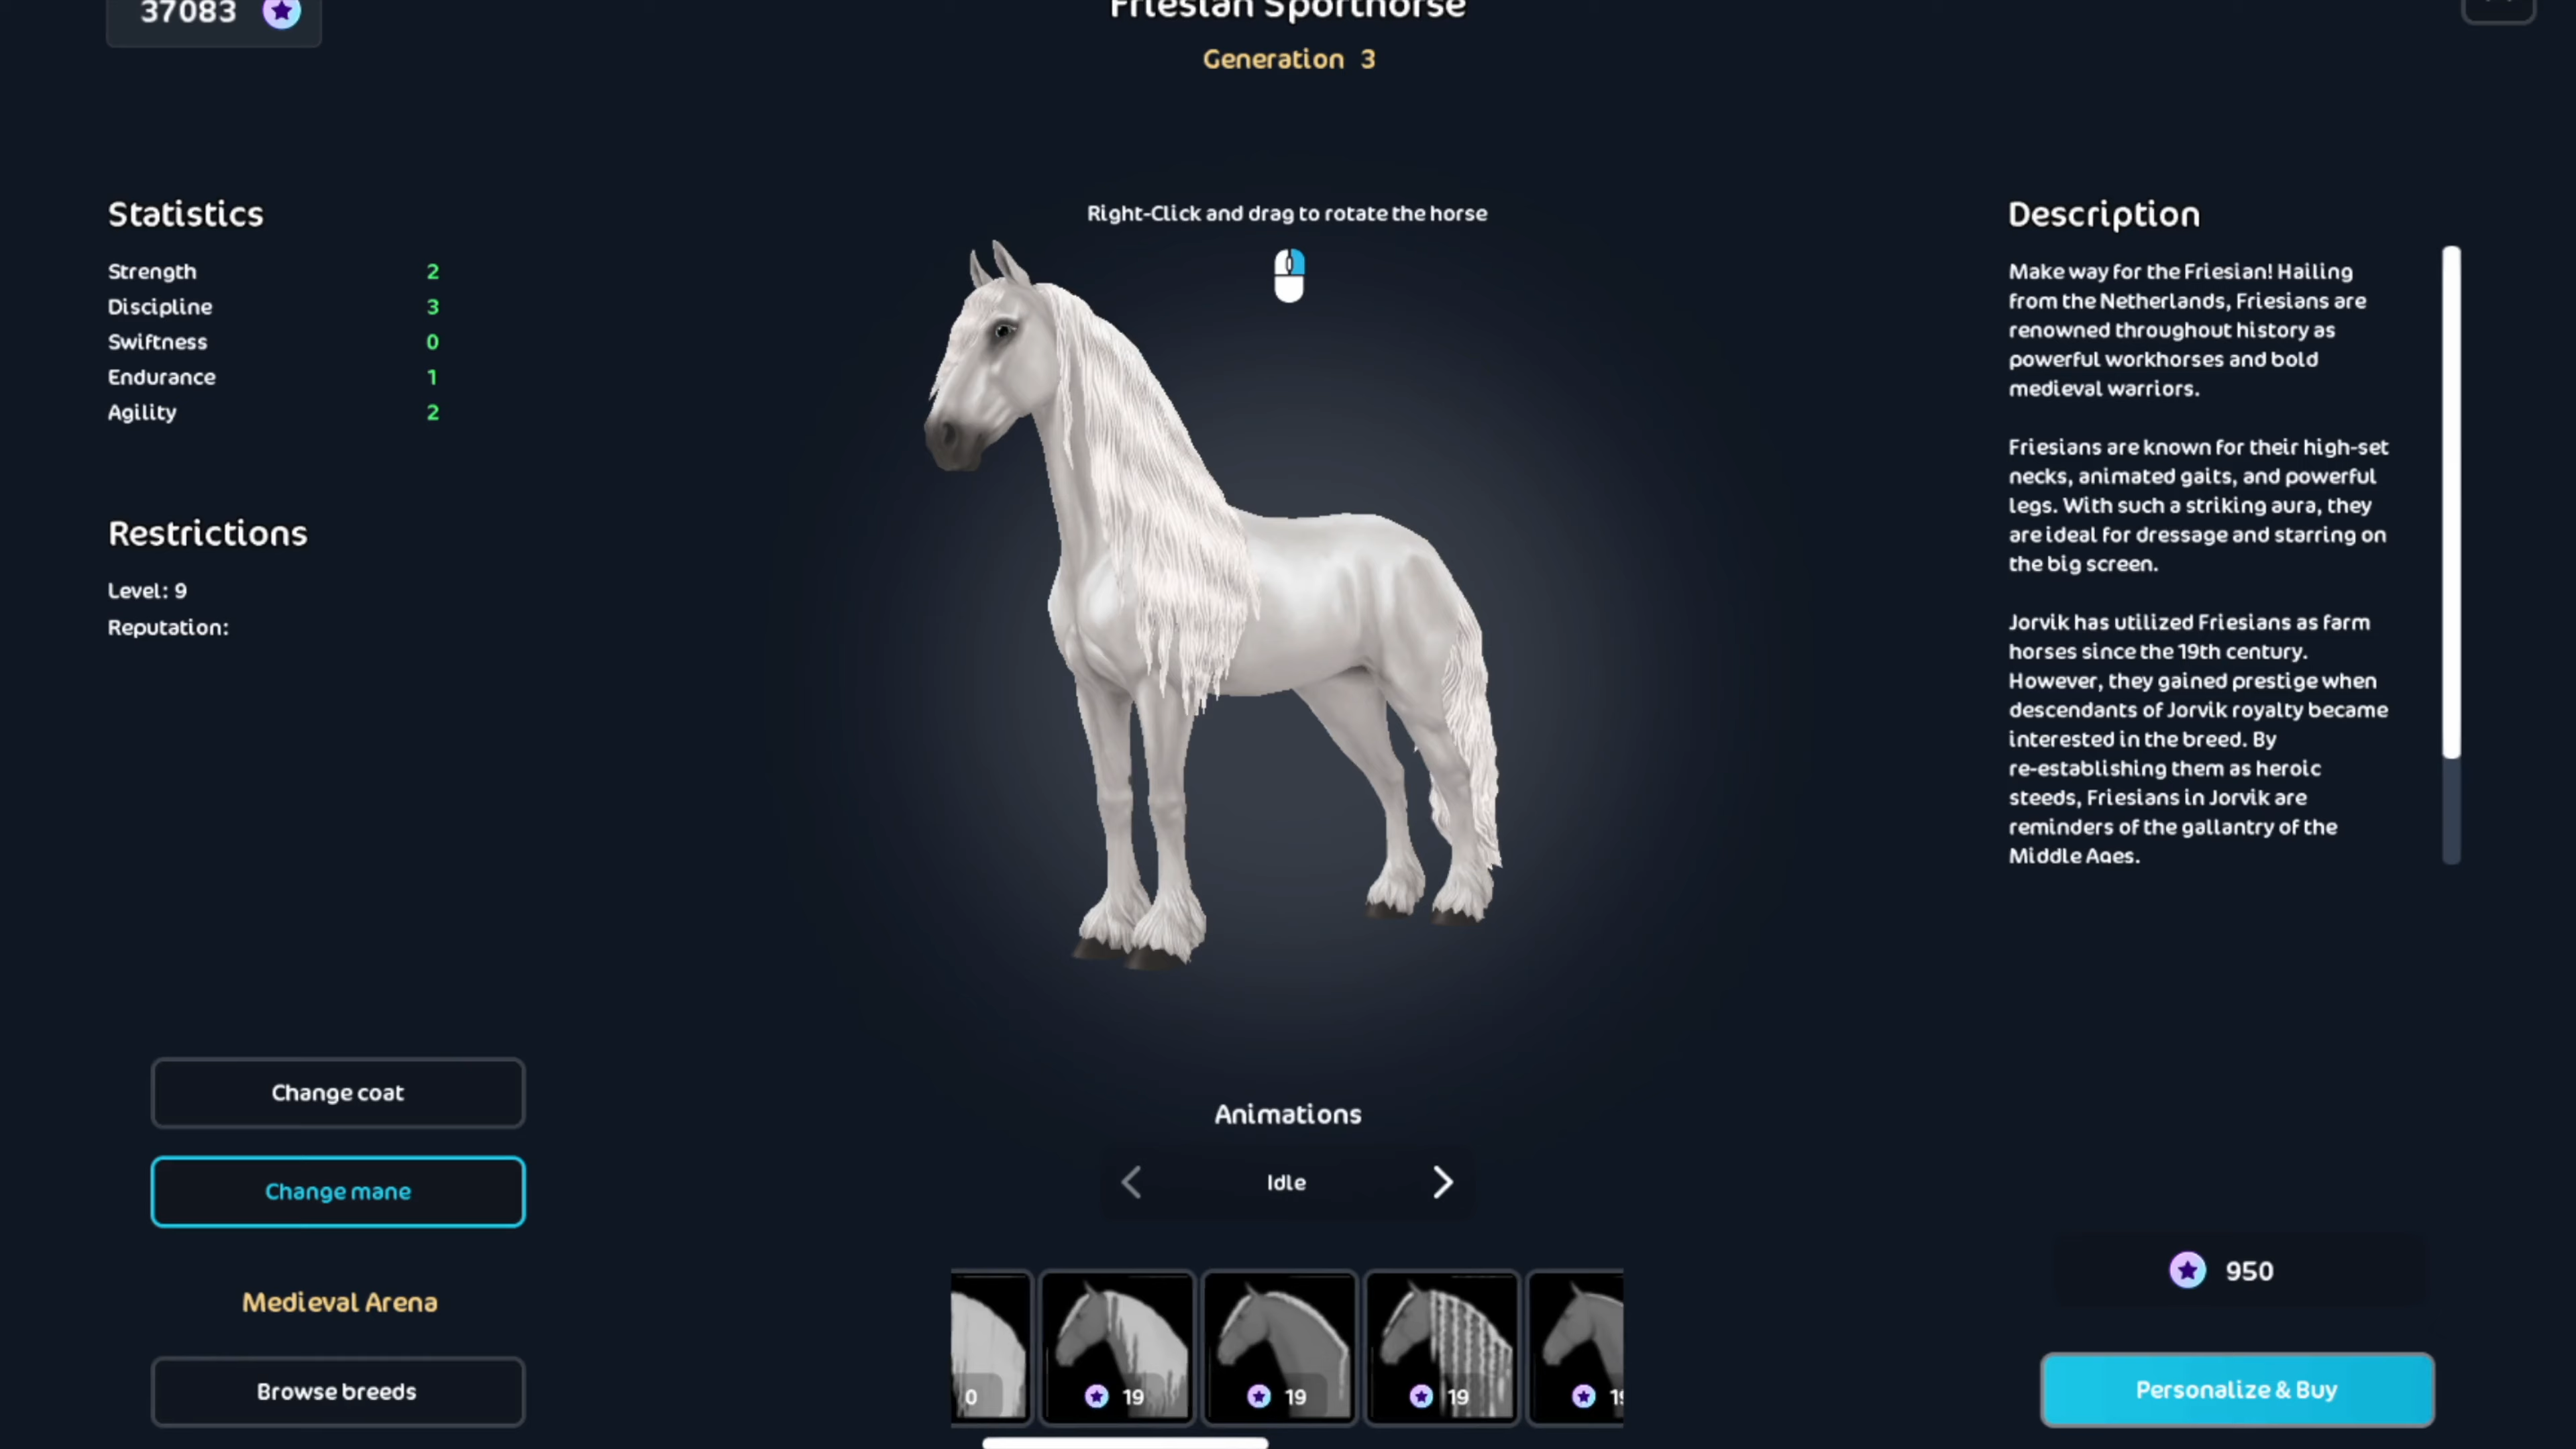 37083
Friesian Sporthorse
Generation 3
Statistics
Strength 2
Discipline 3
Swiftness 0
Endurance 1
Agility 2
Restrictions
Level: 9
Reputation:
Right-Click and drag to rotate the horse
Description
Make way for the Friesian! Hailing
from the Netherlands, Friesians are
renowned throughout history as
powerful workhorses and bold
medieval warriors.
Friesians are known for their high-set
necks, animated gaits, and powerful
legs. With such a striking aura, they
are ideal for dressage and starring on
the big screen.
Jorvik has utilized Friesians as farm
horses since the 19th century.
However, they gained prestige when
descendants of Jorvik royalty became
interested in the breed. By
re-establishing them as heroic
steeds, Friesians in Jorvik are
reminders of the gallantry of the
Middle Ages.
Change coat
Change mane
Medieval Arena
Browse breeds
Animations
Idle
0
19
19
19
950
Personalize & Buy